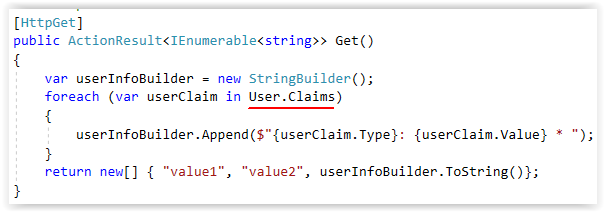 [HttpGet]
public ActionResult<IEnumerable<string>> Get()
{
var userInfoBuilder = new StringBuilder();
foreach (var userClaim in User.Claims)
{
userInfoBuilder.Append($"{userClaim.Type}: {userClaim.Value} * ");
}
return new[] { "value1", "value2", userInfoBuilder.ToString()};
}